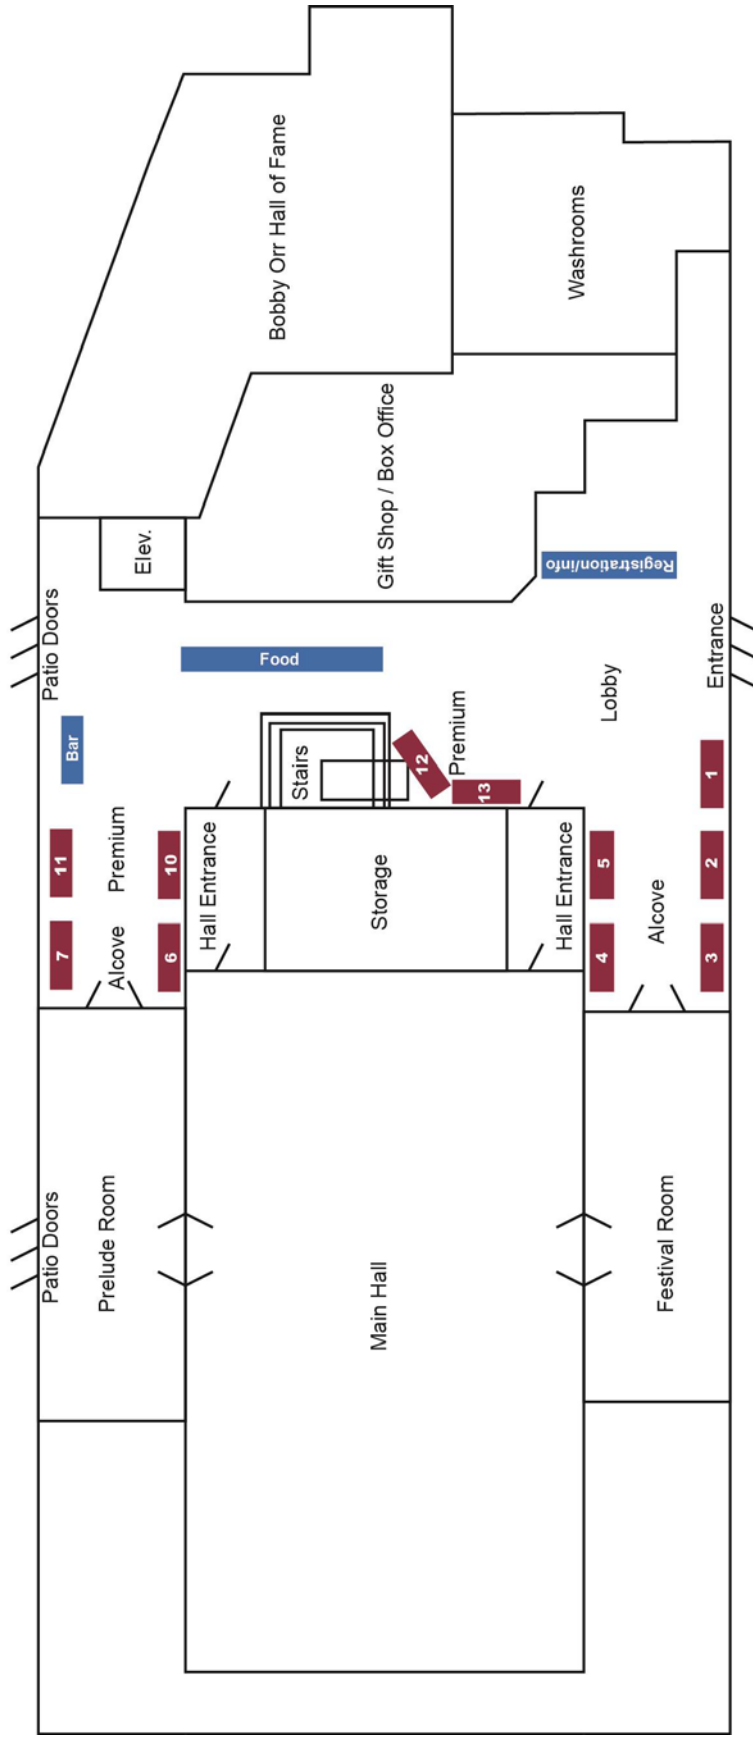 Bobby Orr Hall of Fame
Washrooms
Gift Shop / Box Office
Elev.
Registration/info
Patio Doors
Food
Entrance
Lobby
Bar
Premium
Stairs
12
13
1
11
Premium
10
Hall Entrance
Storage
Hall Entrance
5
2
7
Alcove
6
4
Alcove
3
Patio Doors
Prelude Room
Main Hall
Festival Room